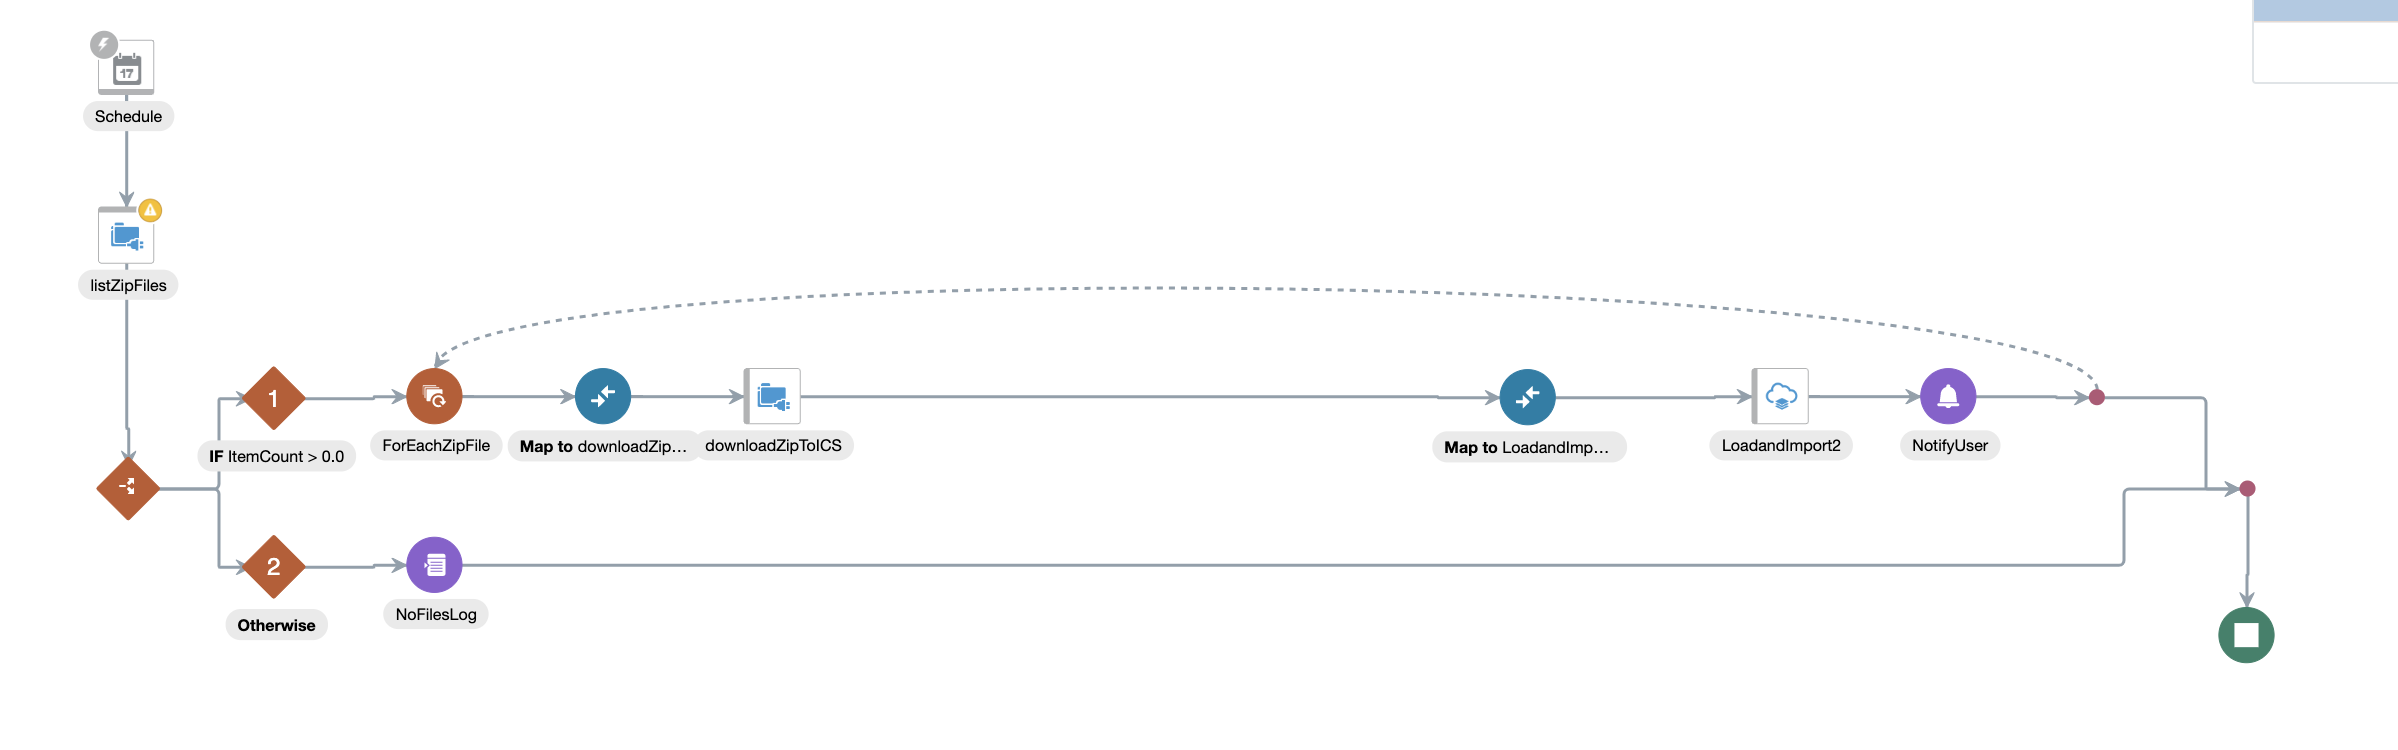 17
Schedule
listZipFiles
1
IF ItemCount > 0.0
ForEachZipFile
Map to downloadZip...
downloadZipToICS
Map to LoadandImp...
LoadandImport2
NotifyUser
2
Otherwise
NoFilesLog